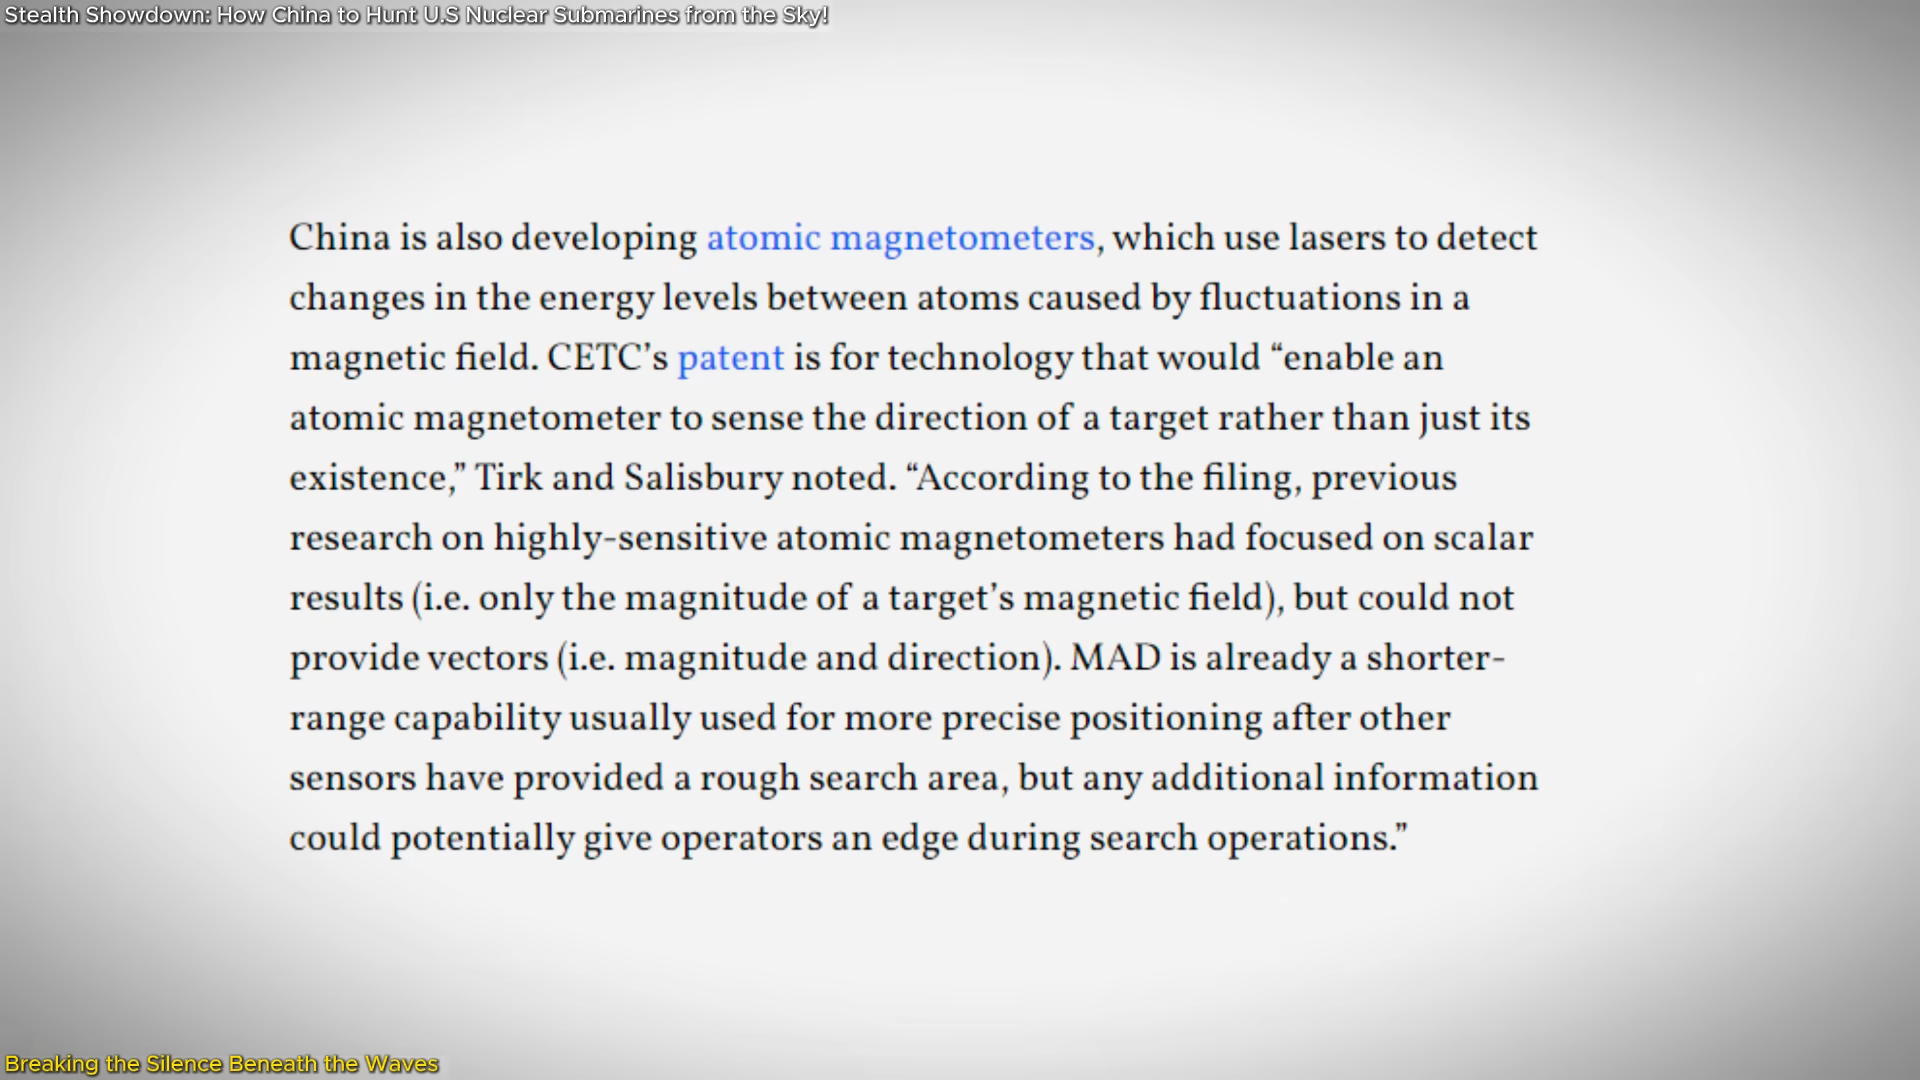 Stealth Showdown: How China to Hunt U.S Nuclear Submarines from the Sky!
China is also developing atomic magnetometers, which use lasers to detect
changes in the energy levels between atoms caused by fluctuations in a
magnetic field. CETC’s patent is for technology that would “enable an
atomic magnetometer to sense the direction of a target rather than just its
existence,” Tirk and Salisbury noted. “According to the filing, previous
research on highly-sensitive atomic magnetometers had focused on scalar
results (i.e. only the magnitude of a target’s magnetic field), but could not
provide vectors (i.e. magnitude and direction). MAD is already a shorter-
range capability usually used for more precise positioning after other
sensors have provided a rough search area, but any additional information
could potentially give operators an edge during search operations.”
Breaking the Silence Beneath the Waves